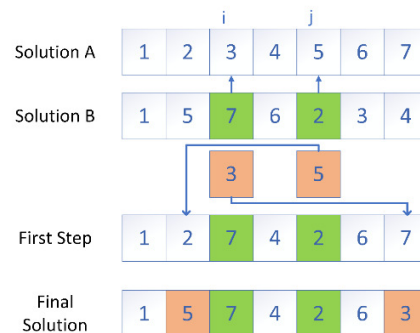 i j
Solution A 1 2 3 4 5 6 7
Solution B 1 5 7 6 2 3 4
3 5
First Step 1 2 7 4 2 6 7
Final
Solution 1 5 7 4 2 6 3